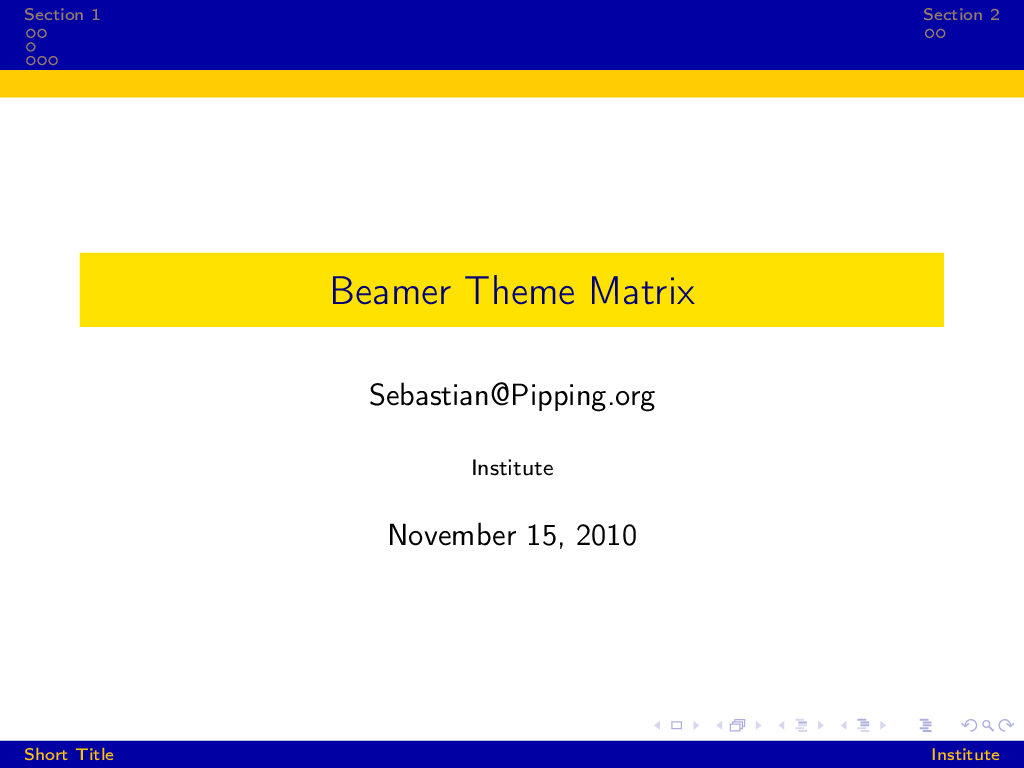 Section 1
Section 2
Beamer Theme Matrix
Sebastian@Pipping.org
Institute
November 15, 2010
Short Title
Institute